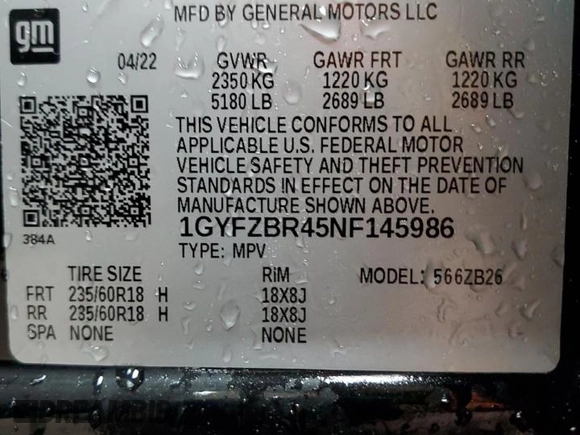 MFD BY GENERAL MOTORS LLC
gm
04/22 GVWR GAWR FRT GAWR RR
2350 KG 1220 KG 1220 KG
5180 LB 2689 LB 2689 LB
THIS VEHICLE CONFORMS TO ALL
APPLICABLE U.S. FEDERAL MOTOR
VEHICLE SAFETY AND THEFT PREVENTION
STANDARDS IN EFFECT ON THE DATE OF
MANUFACTURE SHOWN ABOVE.
384A
1GYFZBR45NF145986
TYPE: MPV
TIRE SIZE RIM MODEL: 566ZB26
FRT 235/60R18 H 18X8J
RR 235/60R18 H 18X8J
SPA NONE NONE